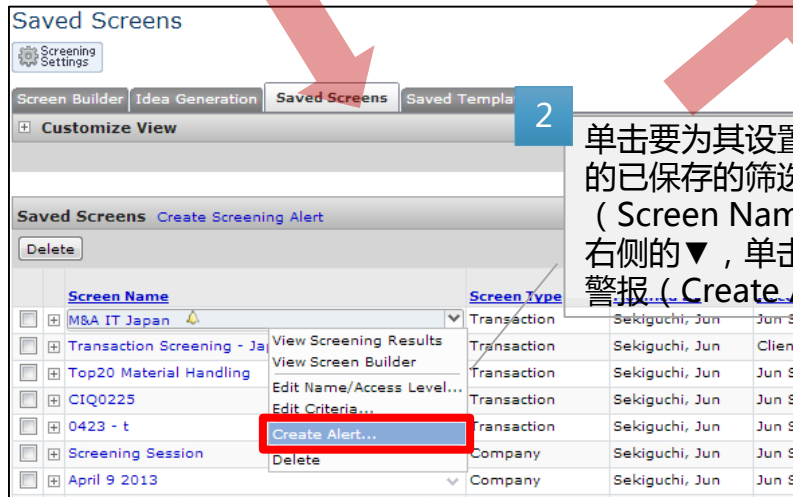 Saved Screens
Screening
Settings
Screen Builder Idea Generation Saved Screens Saved
Customize View
2
单击要为其设置
的已保存的筛选
（Screen
右侧的▼，单击
警报（Create
Saved Screens Create Screening Alert
Delete
Screen Name Screen Type
M&A IT Japan Transaction Sekiguchi, Jun Jun
Transaction Screening - Transaction Sekiguchi, Jun
Top20 Material Handling Transaction Sekiguchi, Jun Jun
CIQ0225 Transaction Sekiguchi, Jun Jun
0423 - t Transaction Sekiguchi, Jun Jun
Screening Session Company Sekiguchi, Jun Jun
April 9 2013 Company Sekiguchi, Jun Jun
View Screening Results
View Screen Builder
Edit Name/Access Level...
Edit Criteria...
Create Alert...
Delete